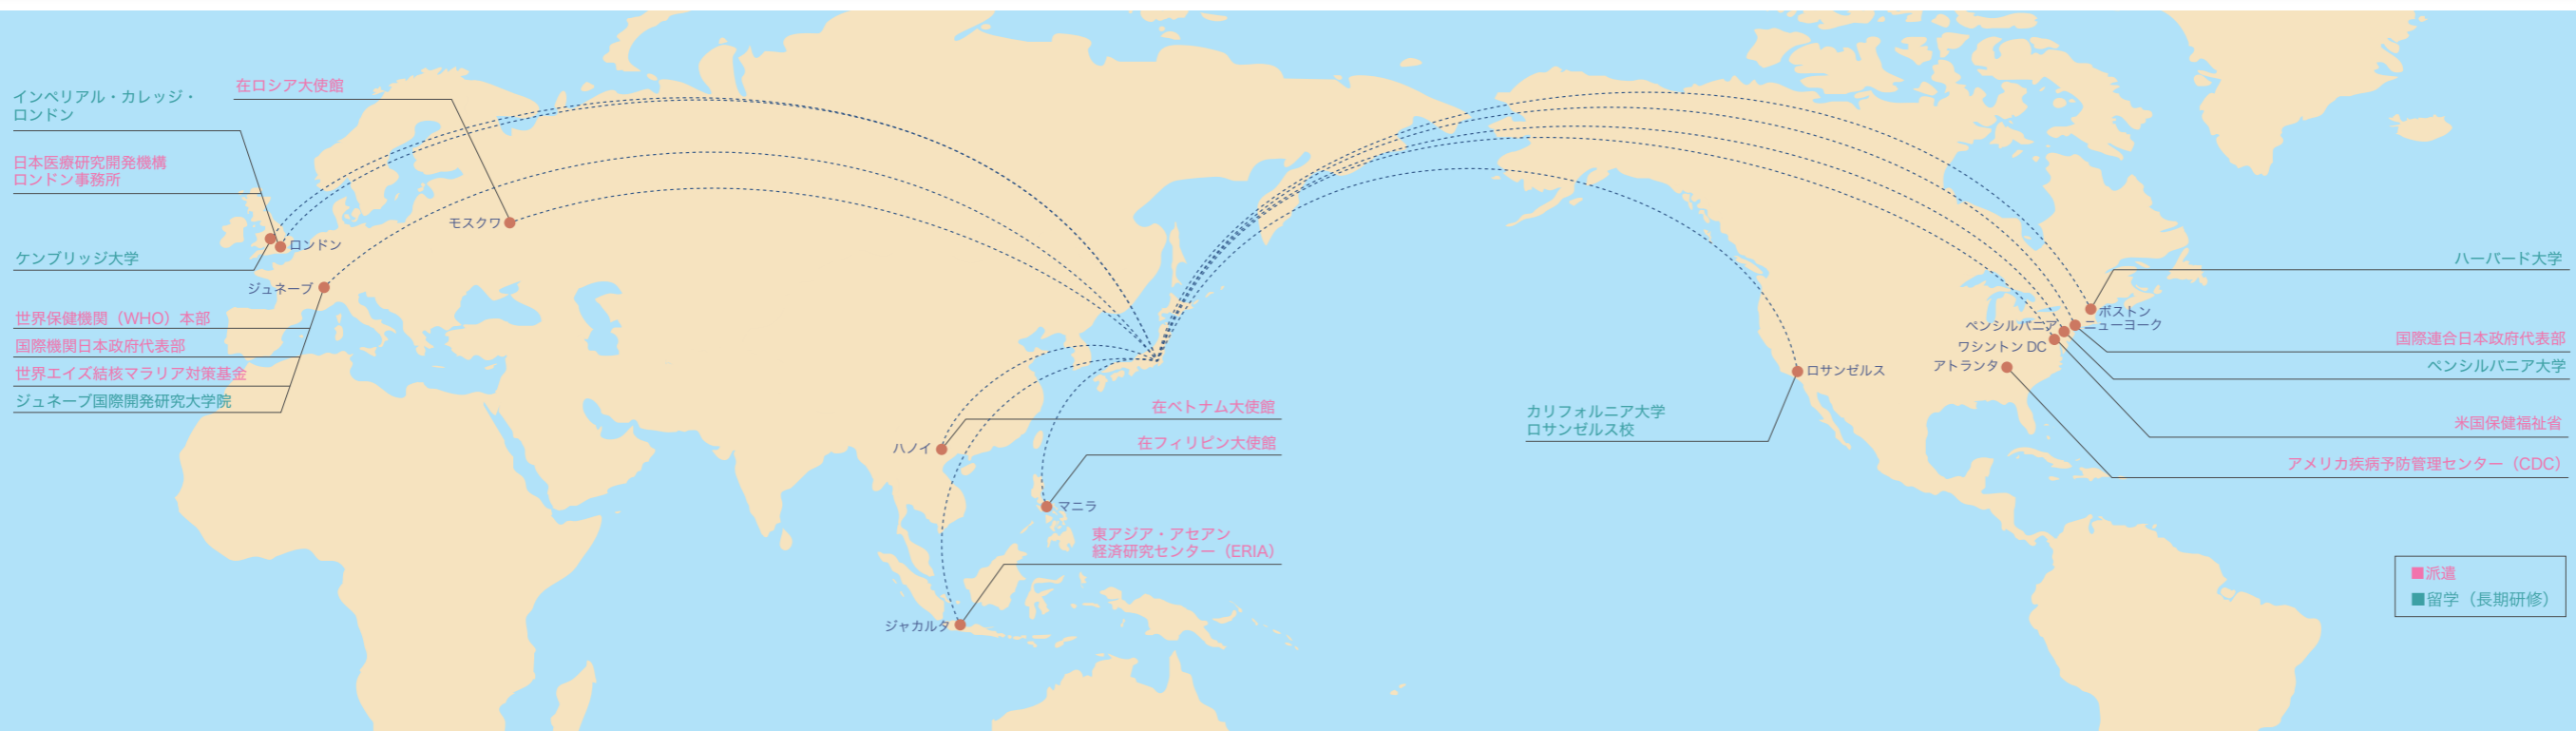 インペリアル・カレッジ・
ロンドン
在ロシア大使館
日本医療研究開発機構
ロンドン事務所
モスクワ
ロンドン
ケンブリッジ大学
ジュネーブ
世界保健機関（WHO）本部
国際機関日本政府代表部
世界エイズ結核マラリア対策基金
ジュネーブ国際開発研究大学院
在ベトナム大使館
ハノイ
在フィリピン大使館
マニラ
東アジア・アセアン
経済研究センター（ERIA）
ジャカルタ
ロサンゼルス
カリフォルニア大学
ロサンゼルス校
ハーバード大学
ボストン
ニューヨーク
ペンシルバニア
ワシントン DC
アトランタ
国際連合日本政府代表部
ペンシルバニア大学
米国保健福祉省
アメリカ疾病予防管理センター（CDC）
■派遣
■留学（長期研修）